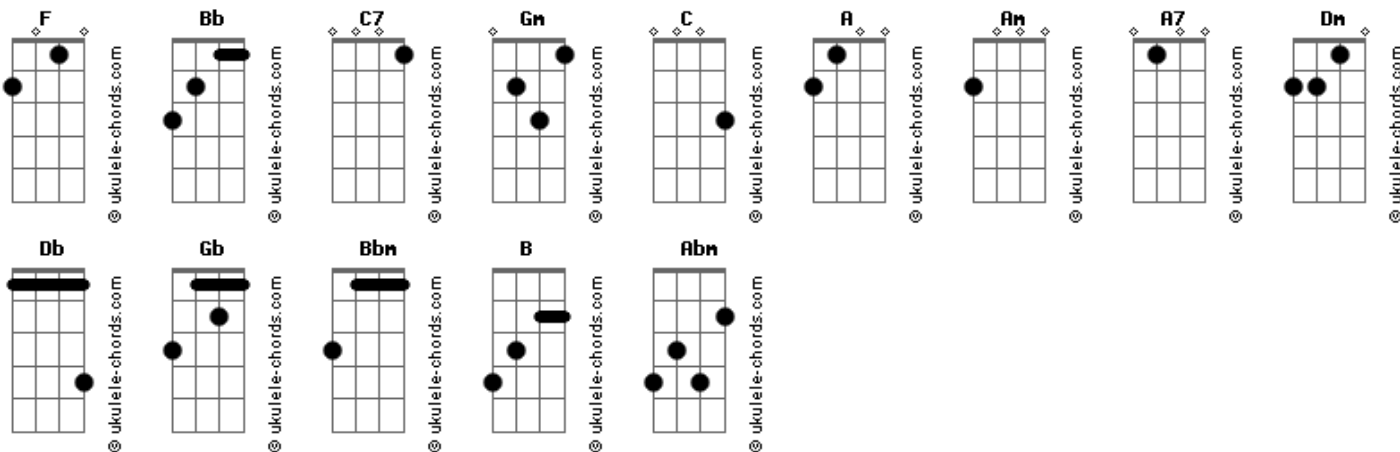 F Bb C7 Gm C A Am A7 Dm
© ukulele-chords.com © ukulele-chords.com © ukulele-chords.com © ukulele-chords.com © ukulele-chords.com © ukulele-chords.com © ukulele-chords.com © ukulele-chords.com © ukulele-chords.com
Db Gb Bbm B Abm
© ukulele-chords.com © ukulele-chords.com © ukulele-chords.com © ukulele-chords.com © ukulele-chords.com